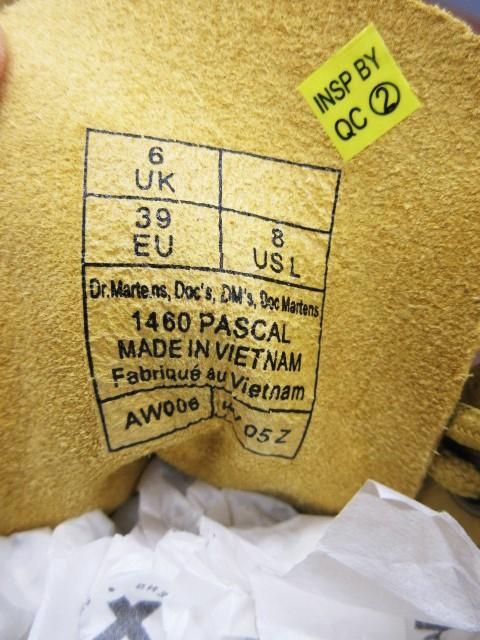 INSP BY
QC 2
6
UK
39
EU
8
US L
Dr.Martens, Doc's, DM's, Doc Martens
1460 PASCAL
MADE IN VIETNAM
Fabriqué au Vietnam
AW006
05Z
X